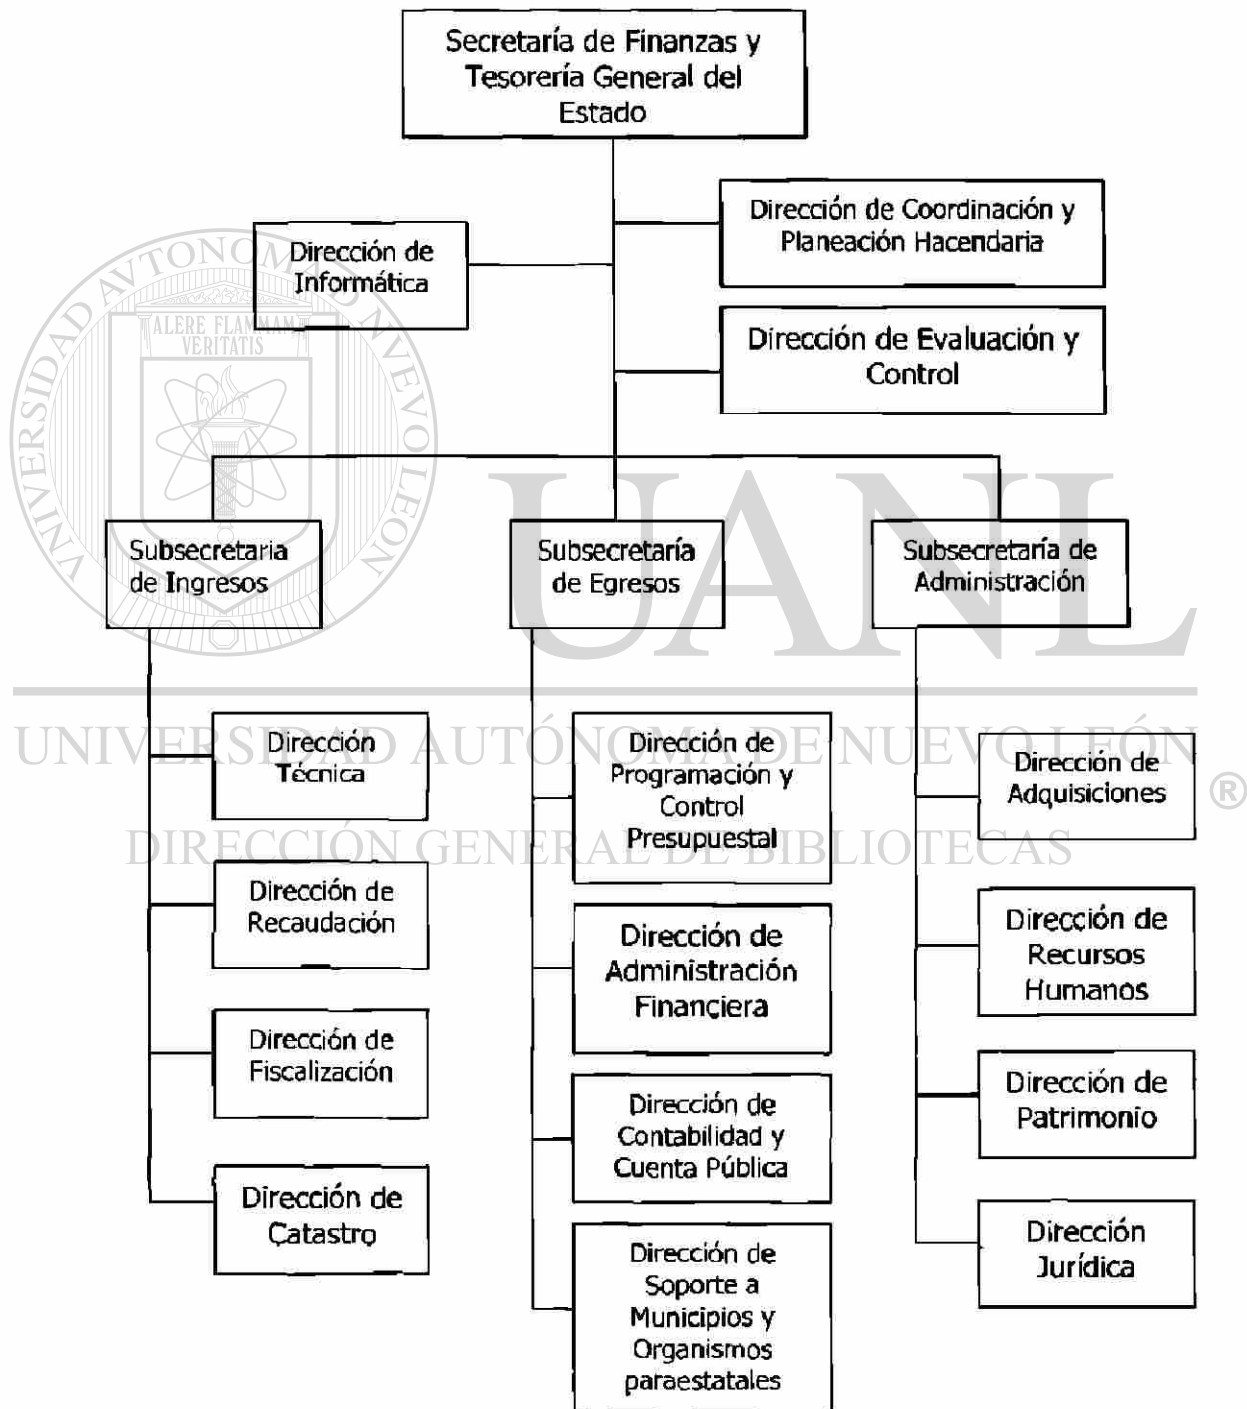 Secretaría de Finanzas y
Tesorería General del
Estado
Dirección de Coordinación y
Planeación Hacendaria
Dirección de
Informática
Dirección de Evaluación y
Control
Subsecretaria
de Ingresos
Subsecretaría
de Egresos
Subsecretaría de
Administración
Dirección
Técnica
Dirección de
Recaudación
Dirección de
Fiscalización
Dirección de
Catastro
Dirección de
Programación y
Control
Presupuestal
Dirección de
Administración
Financiera
Dirección de
Contabilidad y
Cuenta Pública
Dirección de
Soporte a
Municipios y
Organismos
paraestatales
Dirección de
Adquisiciones
Dirección de
Recursos
Humanos
Dirección de
Patrimonio
Dirección
Jurídica
VNIVERSIDAD AVTONOMA D NVEVO LEON
ALERE FLAMMAM
VERITATIS
UANL
UNIVERSIDAD AUTÓNOMA DE NUEVO LEÓN
®
DIRECCIÓN GENERAL DE BIBLIOTECAS